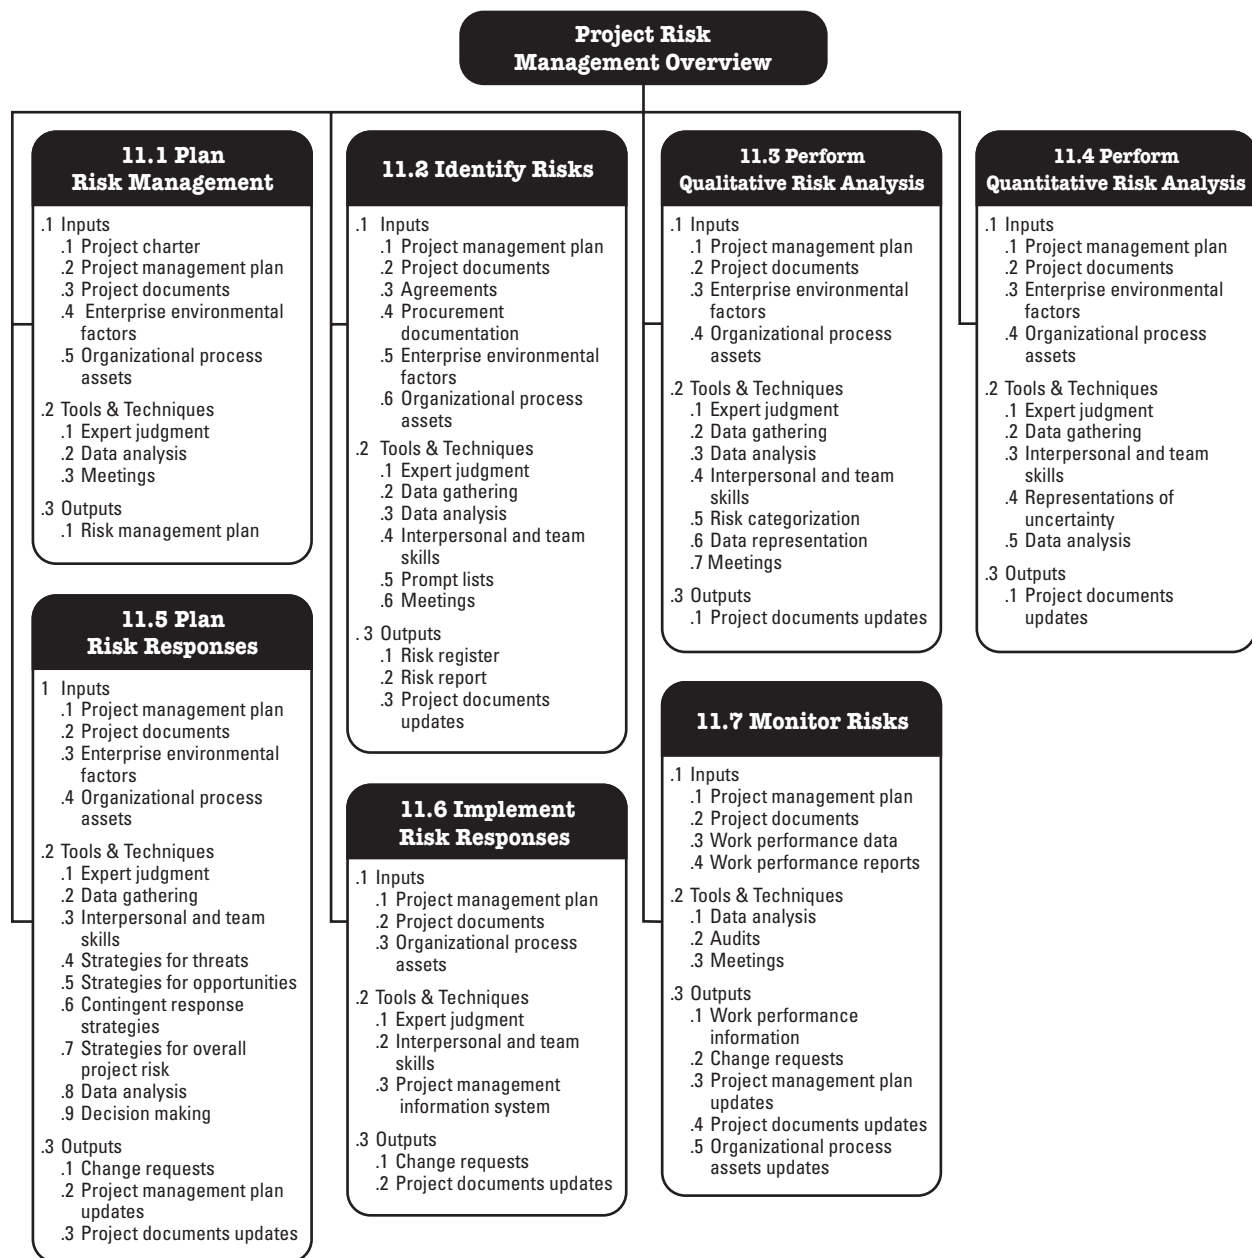 Project Risk
Management Overview
11.1 Plan
Risk Management
.1 Inputs
.1 Project charter
.2 Project management plan
.3 Project documents
.4 Enterprise environmental
factors
.5 Organizational process
assets
.2 Tools & Techniques
.1 Expert judgment
.2 Data analysis
.3 Meetings
.3 Outputs
.1 Risk management plan
11.2 Identify Risks
.1 Inputs
.1 Project management plan
.2 Project documents
.3 Agreements
.4 Procurement
documentation
.5 Enterprise environmental
factors
.6 Organizational process
assets
.2 Tools & Techniques
.1 Expert judgment
.2 Data gathering
.3 Data analysis
.4 Interpersonal and team
skills
.5 Prompt lists
.6 Meetings
. 3 Outputs
.1 Risk register
.2 Risk report
.3 Project documents
updates
11.3 Perform
Qualitative Risk Analysis
.1 Inputs
.1 Project management plan
.2 Project documents
.3 Enterprise environmental
factors
.4 Organizational process
assets
.2 Tools & Techniques
.1 Expert judgment
.2 Data gathering
.3 Data analysis
.4 Interpersonal and team
skills
.5 Risk categorization
.6 Data representation
.7 Meetings
.3 Outputs
.1 Project documents updates
11.4 Perform
Quantitative Risk Analysis
.1 Inputs
.1 Project management plan
.2 Project documents
.3 Enterprise environmental
factors
.4 Organizational process
assets
.2 Tools & Techniques
.1 Expert judgment
.2 Data gathering
.3 Interpersonal and team
skills
.4 Representations of
uncertainty
.5 Data analysis
.3 Outputs
.1 Project documents
updates
11.5 Plan
Risk Responses
1 Inputs
.1 Project management plan
.2 Project documents
.3 Enterprise environmental
factors
.4 Organizational process
assets
.2 Tools & Techniques
.1 Expert judgment
.2 Data gathering
.3 Interpersonal and team
skills
.4 Strategies for threats
.5 Strategies for opportunities
.6 Contingent response
strategies
.7 Strategies for overall
project risk
.8 Data analysis
.9 Decision making
.3 Outputs
.1 Change requests
.2 Project management plan
updates
.3 Project documents updates
11.6 Implement
Risk Responses
.1 Inputs
.1 Project management plan
.2 Project documents
.3 Organizational process
assets
.2 Tools & Techniques
.1 Expert judgment
.2 Interpersonal and team
skills
.3 Project management
information system
.3 Outputs
.1 Change requests
.2 Project documents updates
11.7 Monitor Risks
.1 Inputs
.1 Project management plan
.2 Project documents
.3 Work performance data
.4 Work performance reports
.2 Tools & Techniques
.1 Data analysis
.2 Audits
.3 Meetings
.3 Outputs
.1 Work performance
information
.2 Change requests
.3 Project management plan
updates
.4 Project documents updates
.5 Organizational process
assets updates